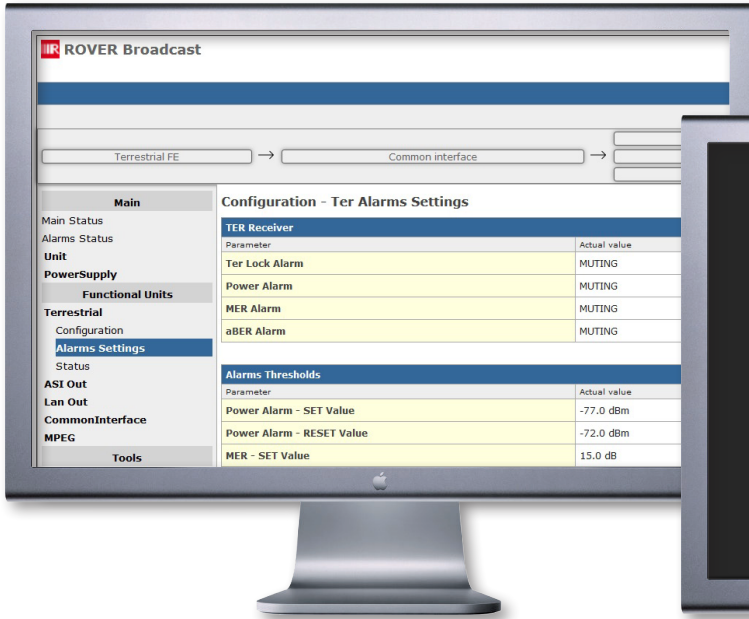 ROVER Broadcast
Terrestrial FE → Common interface →
Main
Main Status
Alarms Status
Unit
PowerSupply
Functional Units
Terrestrial
Configuration
Alarms Settings
Status
ASI Out
Lan Out
CommonInterface
MPEG
Tools
Configuration - Ter Alarms Settings
TER Receiver
Parameter Actual value
Ter Lock Alarm MUTING
Power Alarm MUTING
MER Alarm MUTING
aBER Alarm MUTING
Alarms Thresholds
Parameter Actual value
Power Alarm - SET Value -77.0 dBm
Power Alarm - RESET Value -72.0 dBm
MER - SET Value 15.0 dB